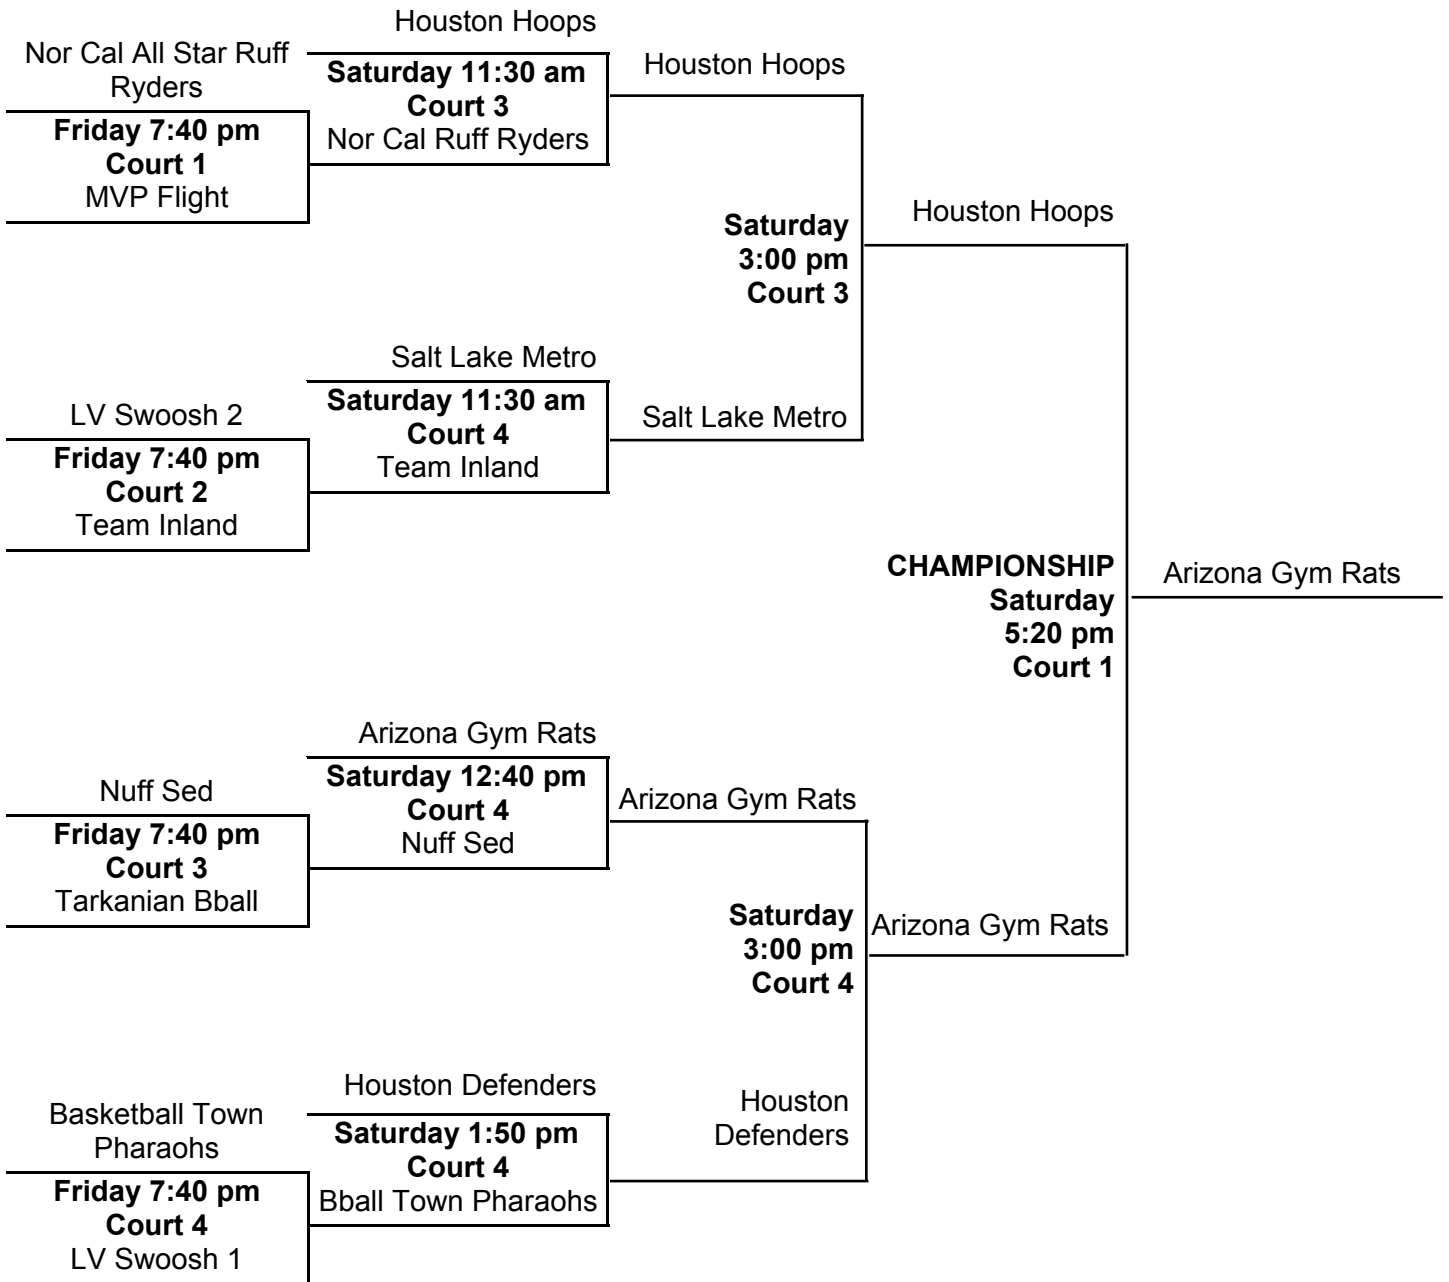 Houston Hoops
Nor Cal All Star Ruff
Ryders
Saturday 11:30 am
Court 3
Nor Cal Ruff Ryders
Houston Hoops
Friday 7:40 pm
Court 1
MVP Flight
Saturday
3:00 pm
Court 3
Houston Hoops
Salt Lake Metro
LV Swoosh 2
Saturday 11:30 am
Court 4
Team Inland
Salt Lake Metro
Friday 7:40 pm
Court 2
Team Inland
CHAMPIONSHIP
Saturday
5:20 pm
Court 1
Arizona Gym Rats
Arizona Gym Rats
Nuff Sed
Saturday 12:40 pm
Court 4
Nuff Sed
Arizona Gym Rats
Friday 7:40 pm
Court 3
Tarkanian Bball
Saturday
3:00 pm
Court 4
Arizona Gym Rats
Houston Defenders
Basketball Town
Pharaohs
Saturday 1:50 pm
Court 4
Bball Town Pharaohs
Houston
Defenders
Friday 7:40 pm
Court 4
LV Swoosh 1